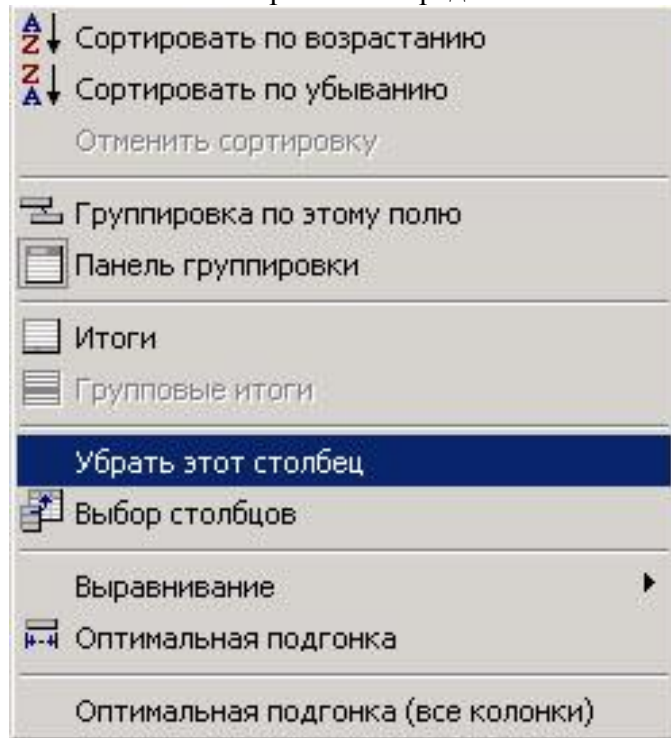 Сортировать по возрастанию
Сортировать по убыванию
Отменить сортировку
Группировка по этому полю
Панель группировки
Итоги
Групповые итоги
Убрать этот столбец
Выбор столбцов
Выравнивание
Оптимальная подгонка
Оптимальная подгонка (все колонки)